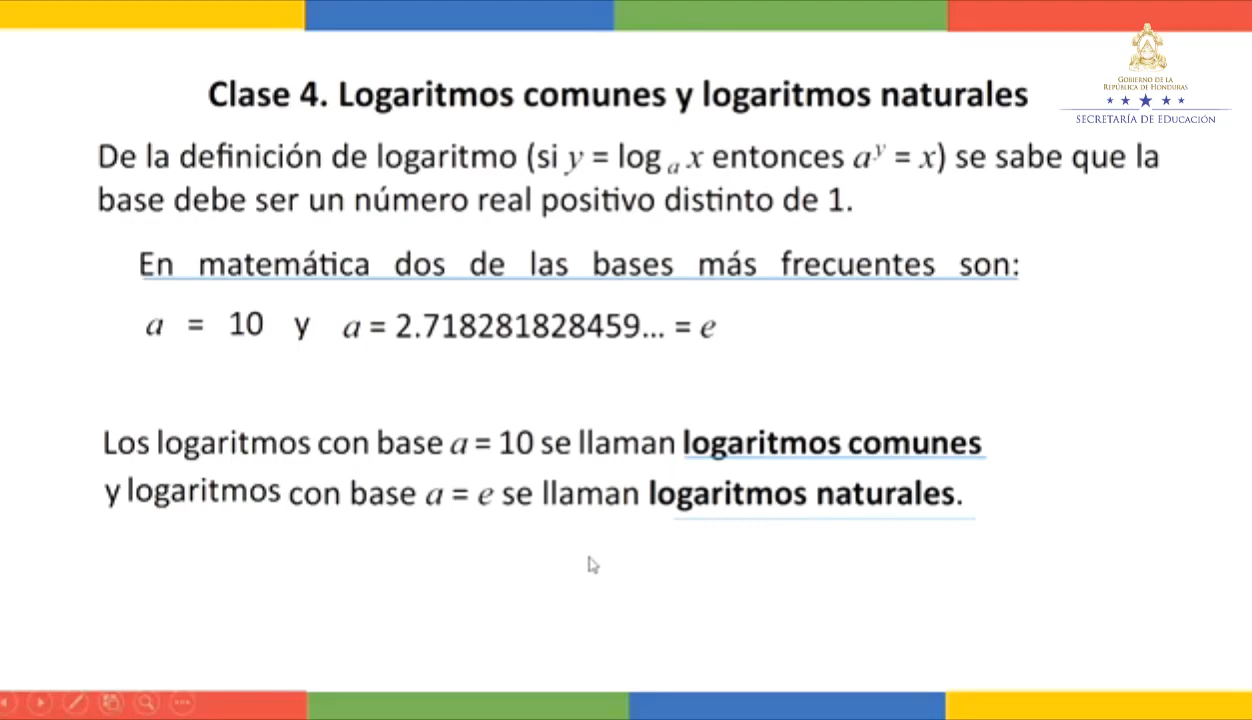 GOBIERNO DE LA
REPÚBLICA DE HONDURAS
SECRETARÍA DE EDUCACIÓN
Clase 4. Logaritmos comunes y logaritmos naturales
De la definición de logaritmo (si y = log a x entonces aʸ = x) se sabe que la
base debe ser un número real positivo distinto de 1.
En matemática dos de las bases más frecuentes son:
a = 10 y a = 2.718281828459... = e
Los logaritmos con base a = 10 se llaman logaritmos comunes
y logaritmos con base a = e se llaman logaritmos naturales.